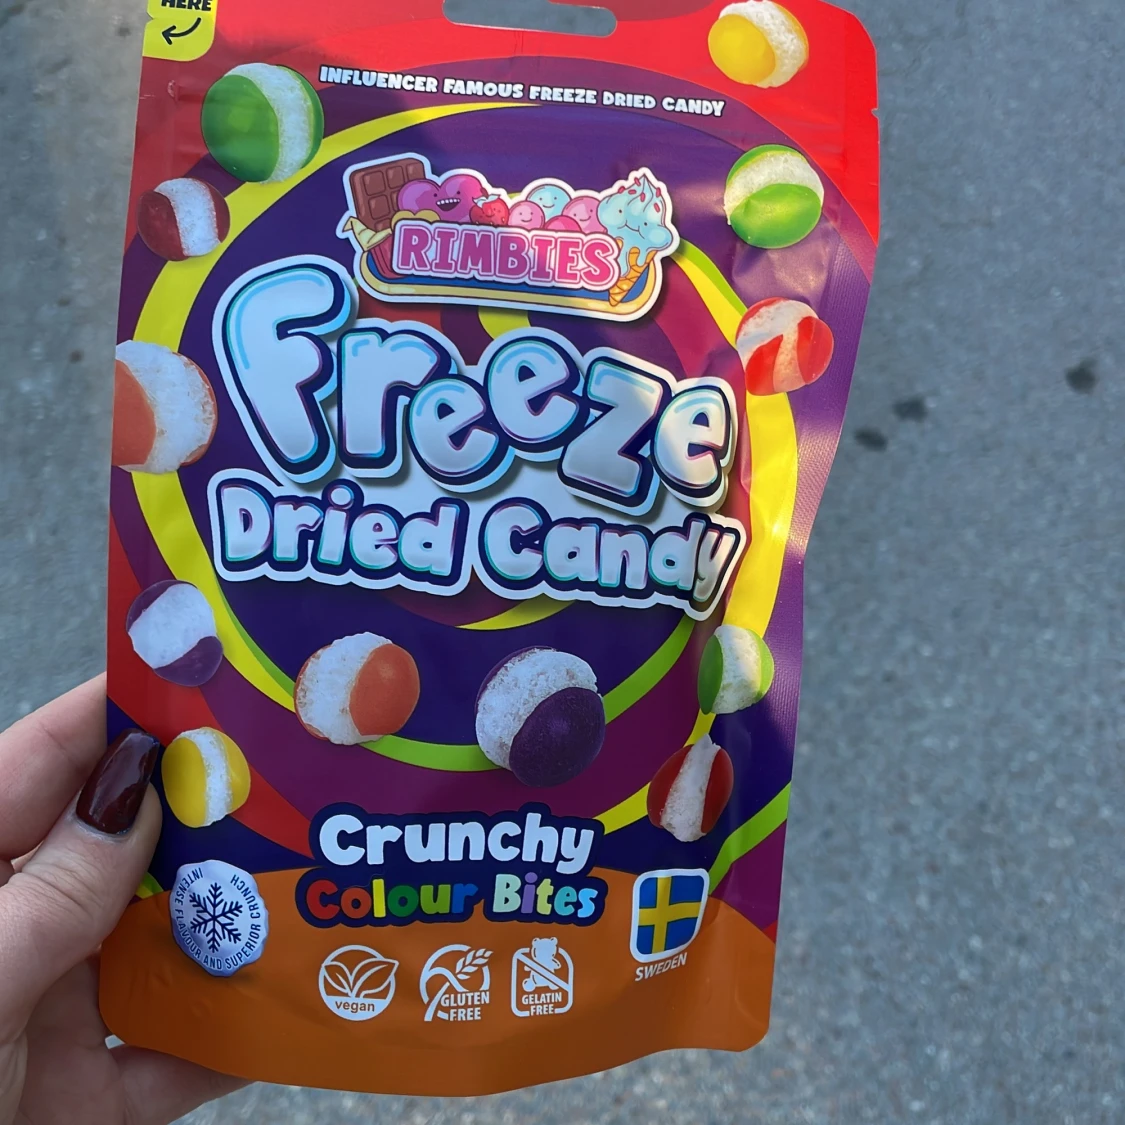 HERE
INFLUENCER FAMOUS FREEZE DRIED CANDY
RIMBIES
Freeze
Dried Candy
Crunchy
Colour Bites
INTENSE FLAVOUR AND SUPERIOR CRUNCH
vegan
GLUTEN
FREE
GELATIN
FREE
SWEDEN